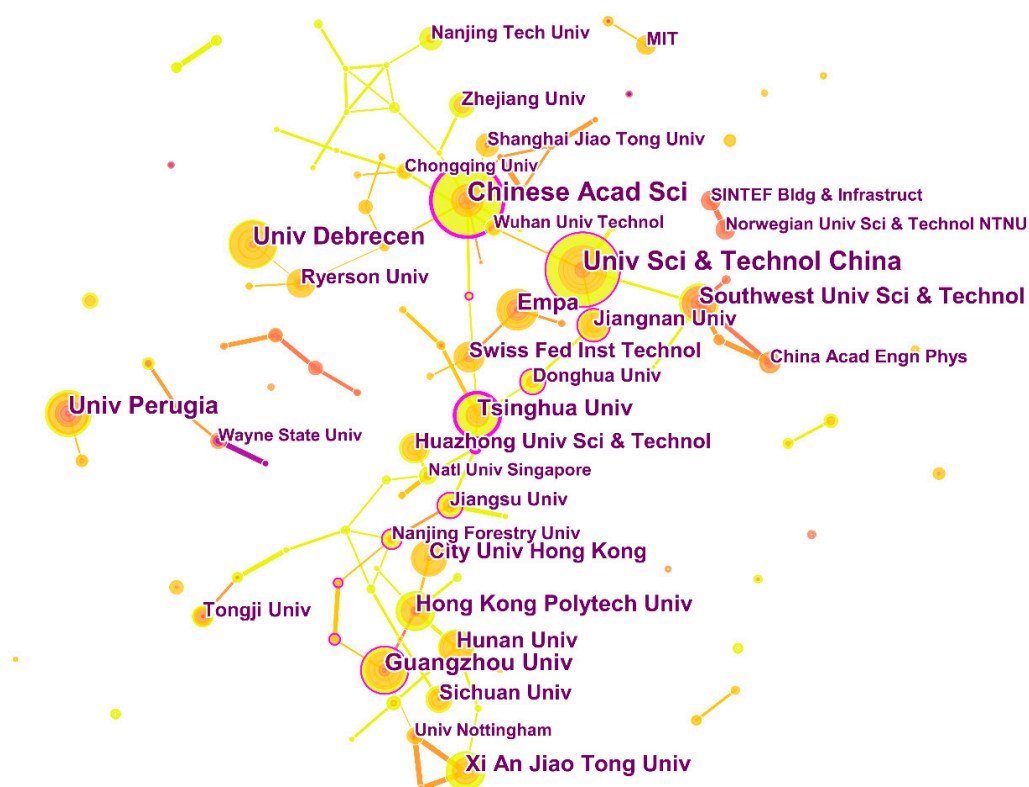 Nanjing Tech Univ
MIT
Zhejiang Univ
Shanghai Jiao Tong Univ
Chongqing Univ
Chinese Acad Sci
SINTEF Bldg & Infrastruct
Wuhan Univ Technol
Norwegian Univ Sci & Technol NTNU
Univ Debrecen
Univ Sci & Technol China
Ryerson Univ
Southwest Univ Sci & Technol
Empa
Jiangnan Univ
Swiss Fed Inst Technol
China Acad Engn Phys
Donghua Univ
Univ Perugia
Tsinghua Univ
Wayne State Univ
Huazhong Univ Sci & Technol
Natl Univ Singapore
Jiangsu Univ
Nanjing Forestry Univ
City Univ Hong Kong
Tongji Univ
Hong Kong Polytech Univ
Hunan Univ
Guangzhou Univ
Sichuan Univ
Univ Nottingham
Xi An Jiao Tong Univ